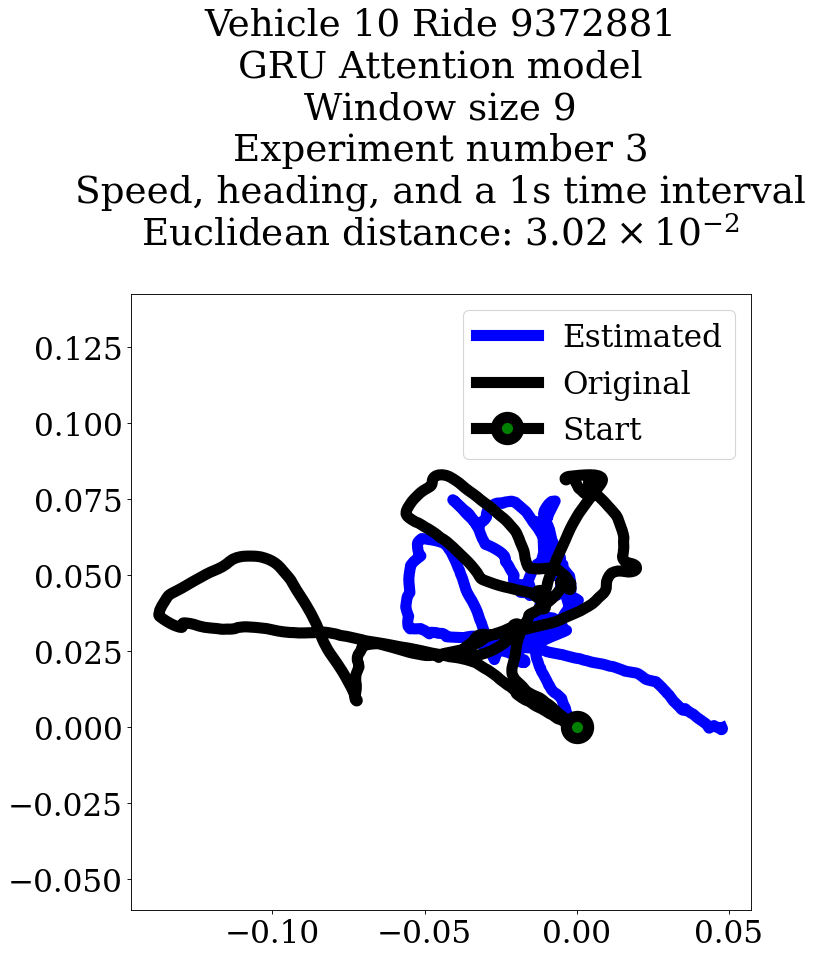 Vehicle 10 Ride 9372881
GRU Attention model
Window size 9
Experiment number 3
Speed, heading, and a 1s time interval
Euclidean distance: 3.02 × 10⁻²
Estimated
Original
Start
0.125
0.100
0.075
0.050
0.025
0.000
−0.025
−0.050
−0.10 −0.05 0.00 0.05